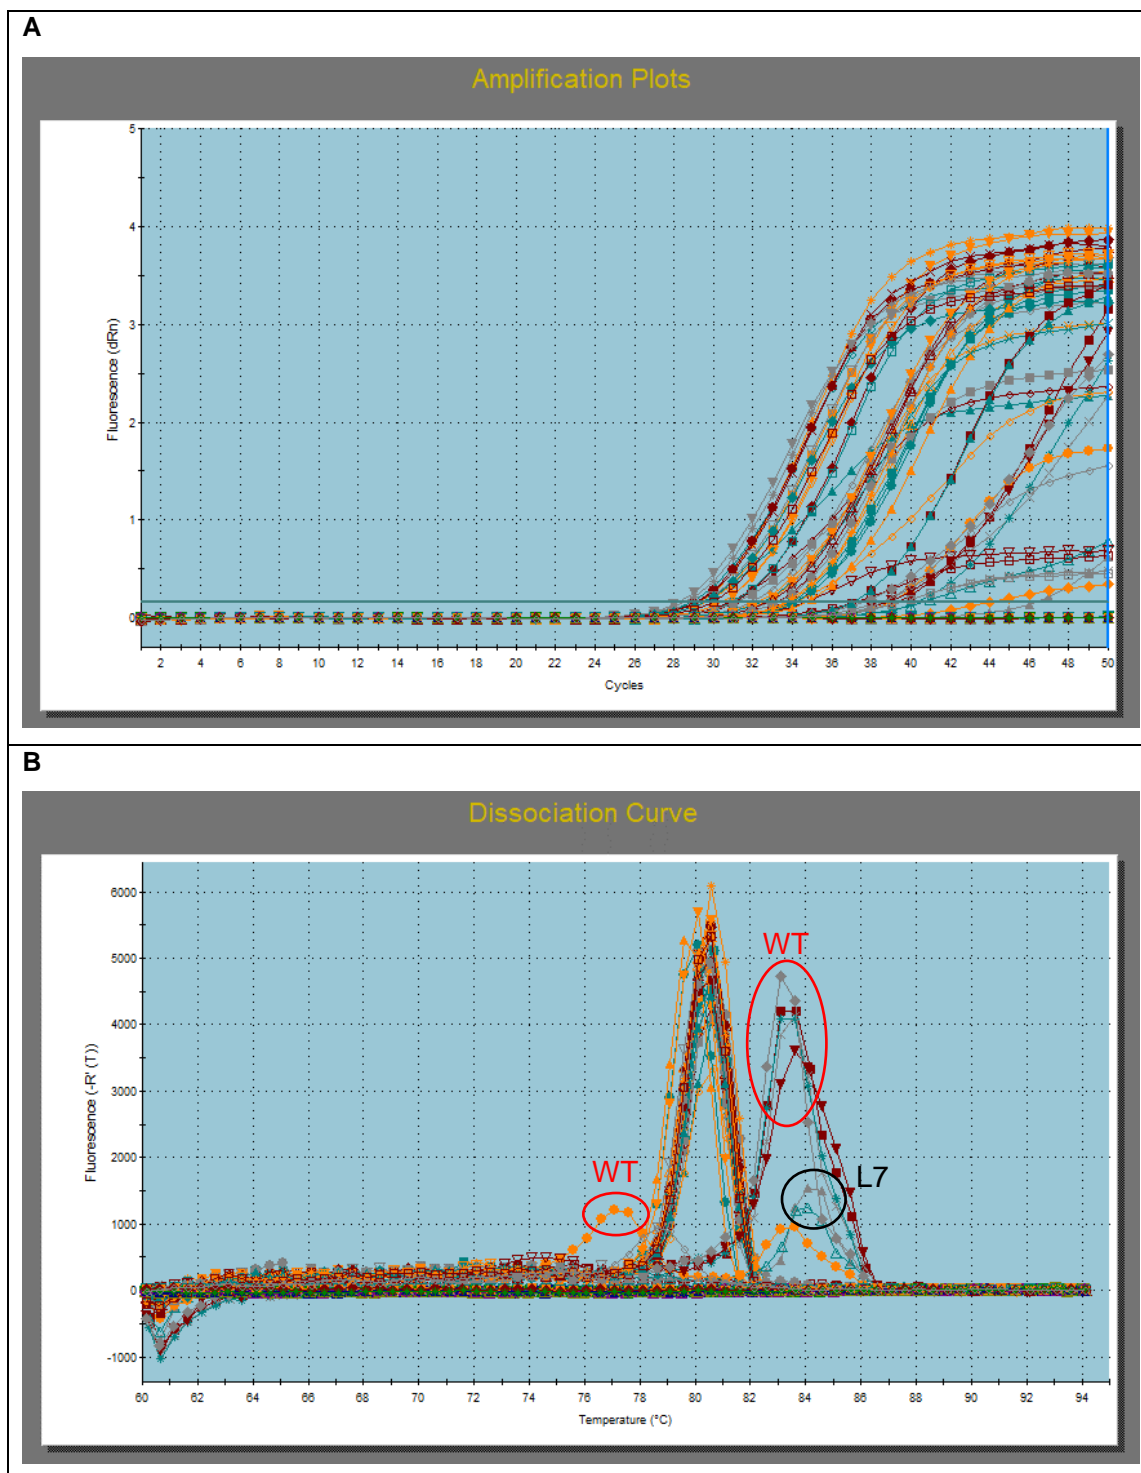 A
Amplification Plots
5
4
3
2
1
0
Fluorescence (dRn)
2 4 6 8 10 12 14 16 18 20 22 24 26 28 30 32 34 36 38 40 42 44 46 48 50
Cycles
B
Dissociation Curve
6000
5000
4000
3000
2000
1000
0
-1000
Fluorescence (-R' (T))
WT
WT
L7
60 62 64 66 68 70 72 74 76 78 80 82 84 86 88 90 92 94
Temperature (°C)